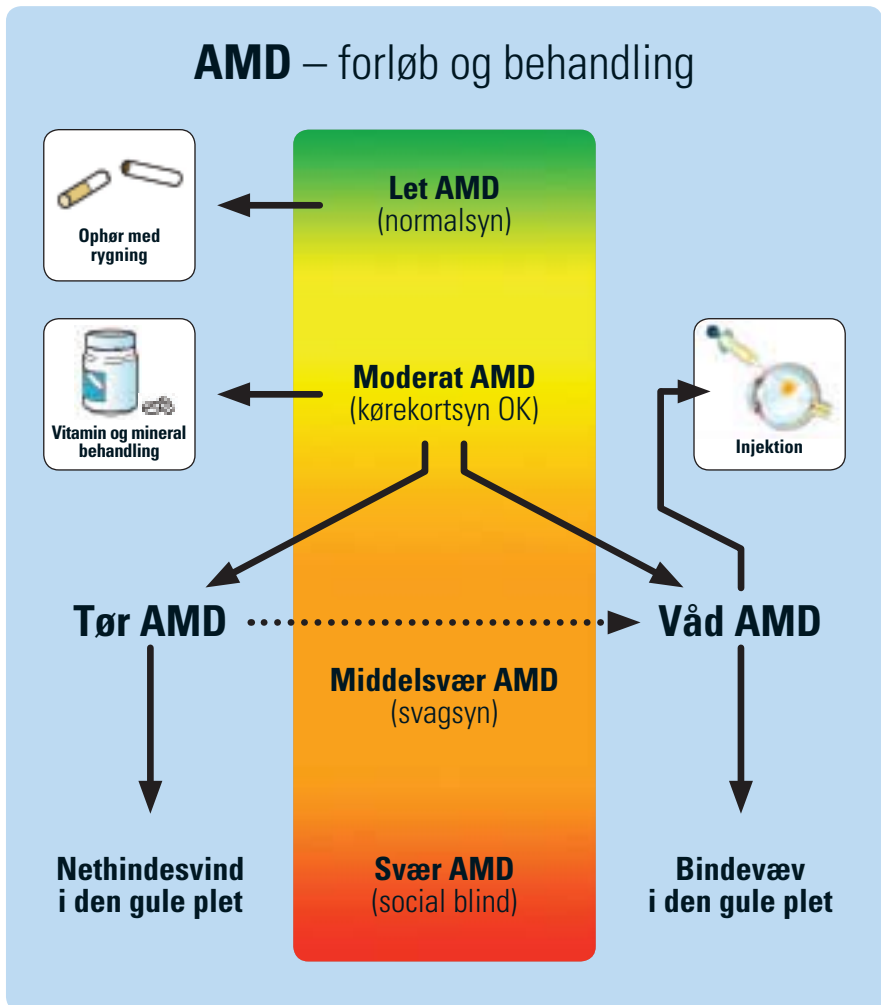 AMD – forløb og behandling
Let AMD
(normalsyn)
Ophør med
rygning
Moderat AMD
(kørekortsyn OK)
Vitamin og mineral
behandling
Injektion
Tør AMD
Våd AMD
Middelsvær AMD
(svagsyn)
Nethindesvind
i den gule plet
Svær AMD
(social blind)
Bindevæv
i den gule plet